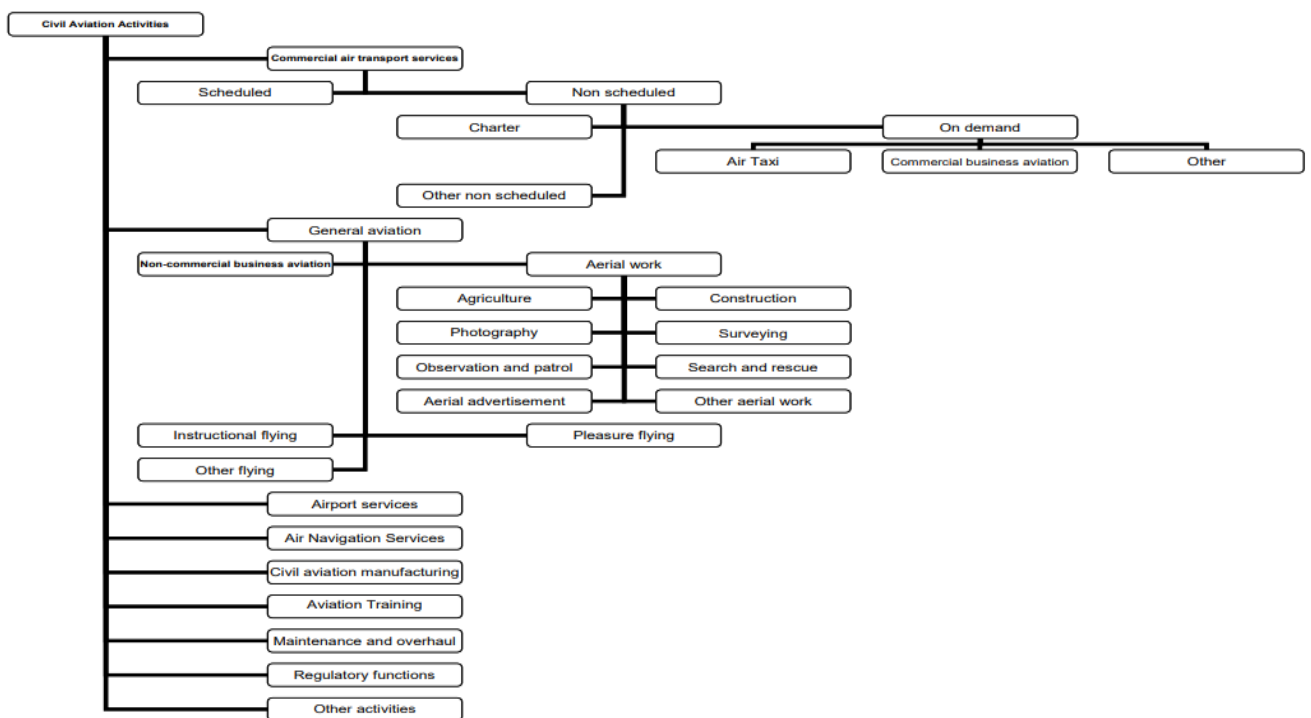 Civil Aviation Activities
Commercial air transport services
Scheduled
Non scheduled
Charter
On demand
Air Taxi
Commercial business aviation
Other
Other non scheduled
General aviation
Non-commercial business aviation
Aerial work
Agriculture
Construction
Photography
Surveying
Observation and patrol
Search and rescue
Aerial advertisement
Other aerial work
Instructional flying
Pleasure flying
Other flying
Airport services
Air Navigation Services
Civil aviation manufacturing
Aviation Training
Maintenance and overhaul
Regulatory functions
Other activities